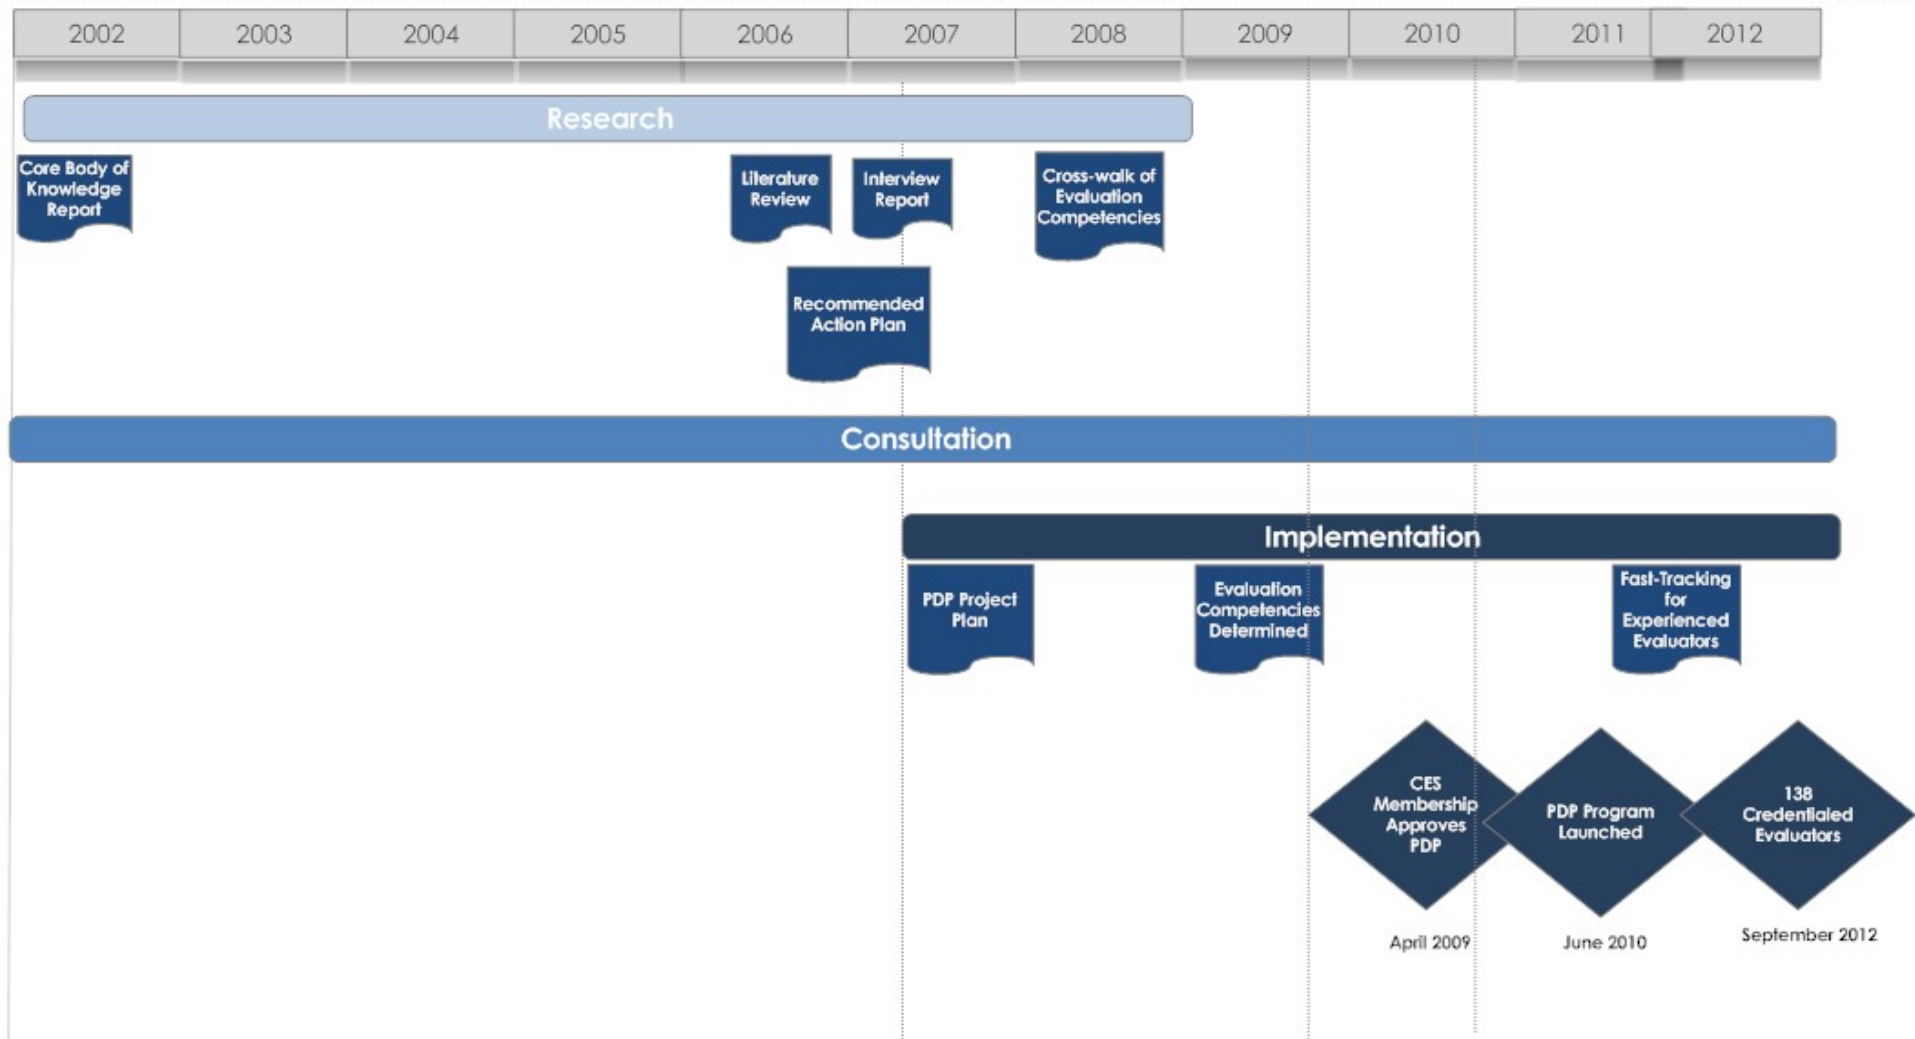 2002 2003 2004 2005 2006 2007 2008 2009 2010 2011 2012
Research
Core Body of
Knowledge
Report
Literature
Review
Interview
Report
Cross-walk of
Evaluation
Competencies
Recommended
Action Plan
Consultation
Implementation
PDP Project
Plan
Evaluation
Competencies
Determined
Fast-Tracking
for
Experienced
Evaluators
CES
Membership
Approves
PDP
PDP Program
Launched
138
Credentialed
Evaluators
April 2009
June 2010
September 2012